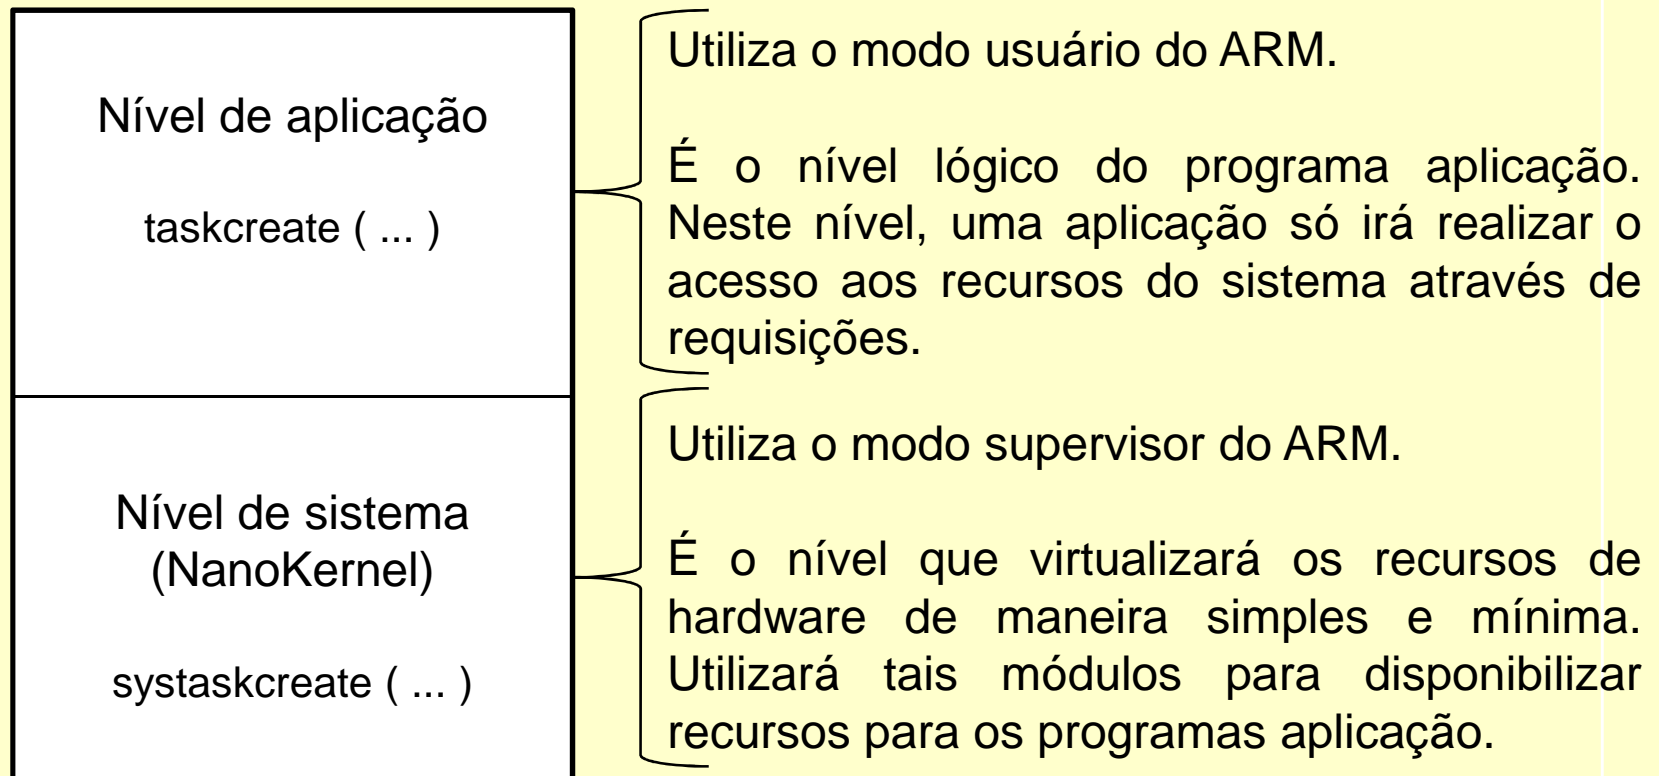 Nível de aplicação
taskcreate ( ... )
Utiliza o modo usuário do ARM.
É o nível lógico do programa aplicação.
Neste nível, uma aplicação só irá realizar o
acesso aos recursos do sistema através de
requisições.
Nível de sistema
(NanoKernel)
systaskcreate ( ... )
Utiliza o modo supervisor do ARM.
É o nível que virtualizará os recursos de
hardware de maneira simples e mínima.
Utilizará tais módulos para disponibilizar
recursos para os programas aplicação.